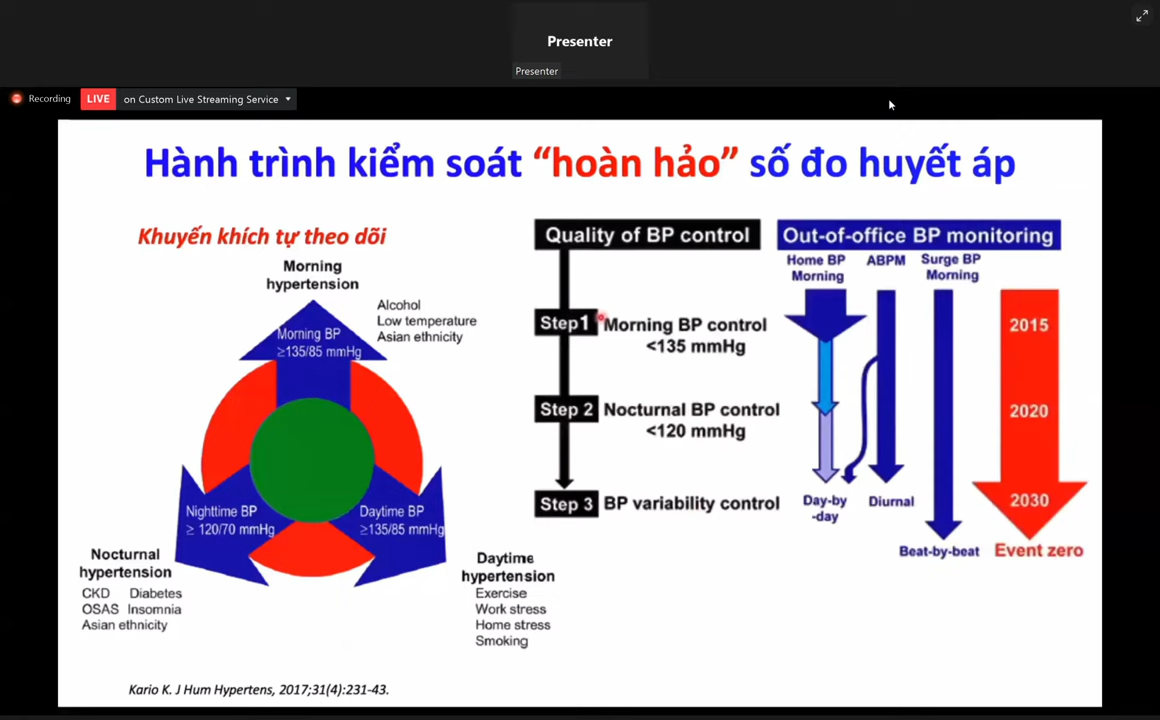 Presenter
Presenter
Recording
LIVE
on Custom Live Streaming Service
Hành trình kiểm soát “hoàn hảo” số đo huyết áp
Khuyến khích tự theo dõi
Morning
hypertension
Alcohol
Low temperature
Asian ethnicity
Morning BP
≥135/85 mmHg
Nighttime BP
≥ 120/70 mmHg
Daytime BP
≥135/85 mmHg
Nocturnal
hypertension
CKD Diabetes
OSAS Insomnia
Asian ethnicity
Daytime
hypertension
Exercise
Work stress
Home stress
Smoking
Quality of BP control
Step1 Morning BP control
<135 mmHg
Step 2 Nocturnal BP control
<120 mmHg
Step 3 BP variability control
Out-of-office BP monitoring
Home BP
Morning
ABPM
Surge BP
Morning
2015
2020
2030
Day-by
-day
Diurnal
Beat-by-beat
Event zero
Kario K. J Hum Hypertens, 2017;31(4):231-43.